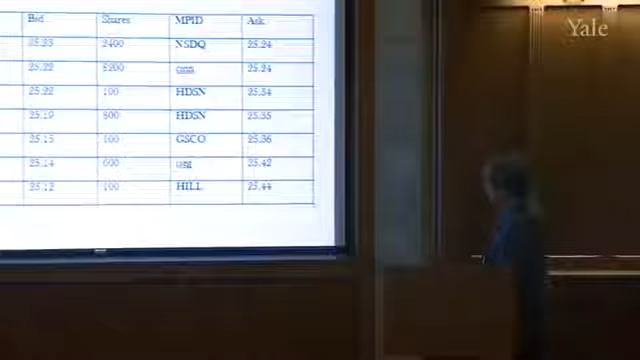 Yale
Bid Shares MPID Ask
25.23 2400 NSDQ 25.24
25.22 8200 25.24
25.22 100 HDSN 25.34
25.19 800 HDSN 25.35
25.15 100 GSCO 25.36
25.14 600 25.42
25.12 100 HILL 25.44